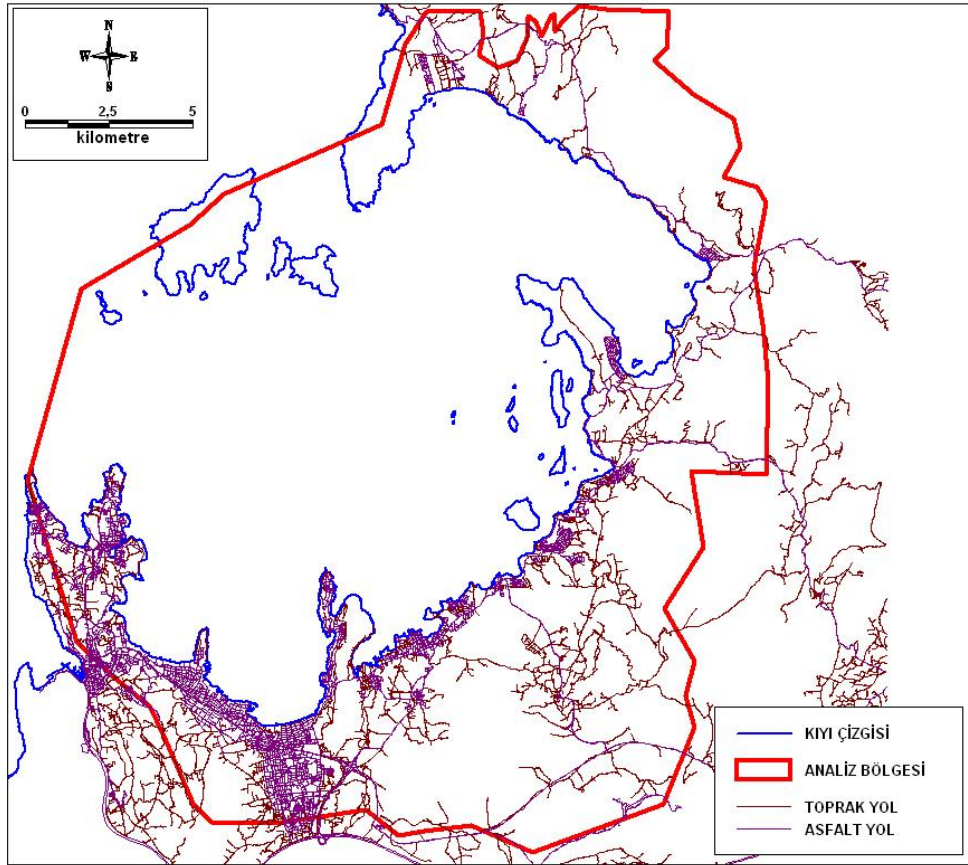 N
W E
S
0 2,5 5
kilometre
KIYI ÇİZGİSİ
ANALİZ BÖLGESİ
TOPRAK YOL
ASFALT YOL